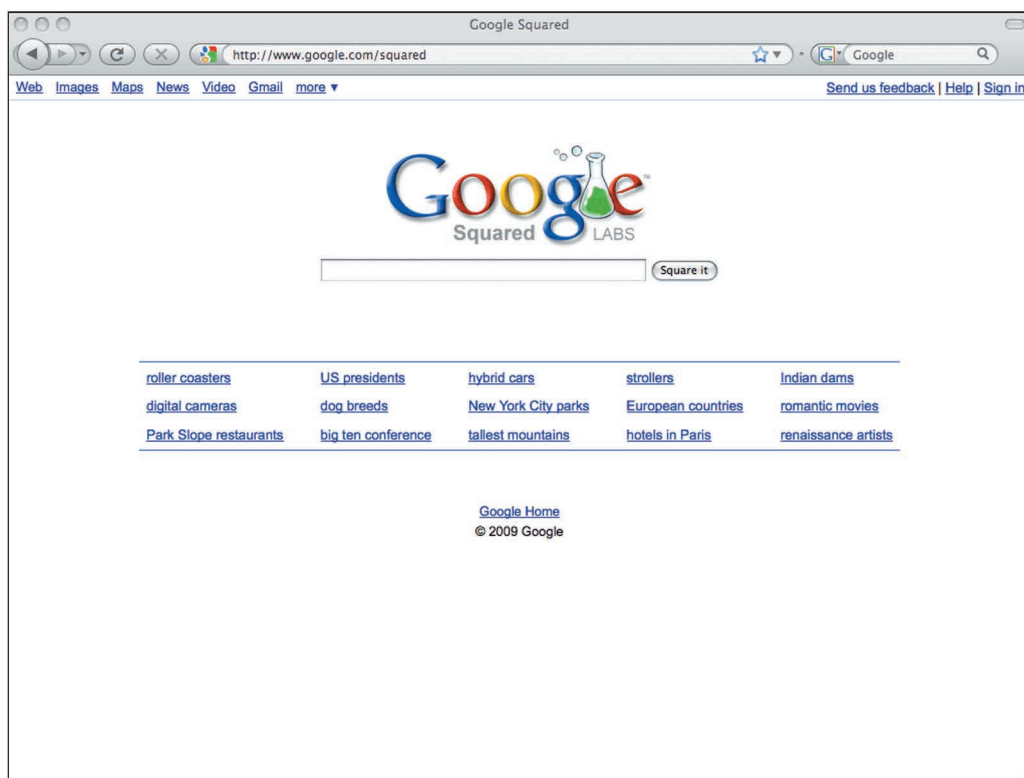 Google Squared
http://www.google.com/squared
G Google
Web Images Maps News Video Gmail more ▼
Send us feedback | Help | Sign in
Google™
Squared LABS
Square it
roller coasters US presidents hybrid cars strollers Indian dams
digital cameras dog breeds New York City parks European countries romantic movies
Park Slope restaurants big ten conference tallest mountains hotels in Paris renaissance artists
Google Home
© 2009 Google